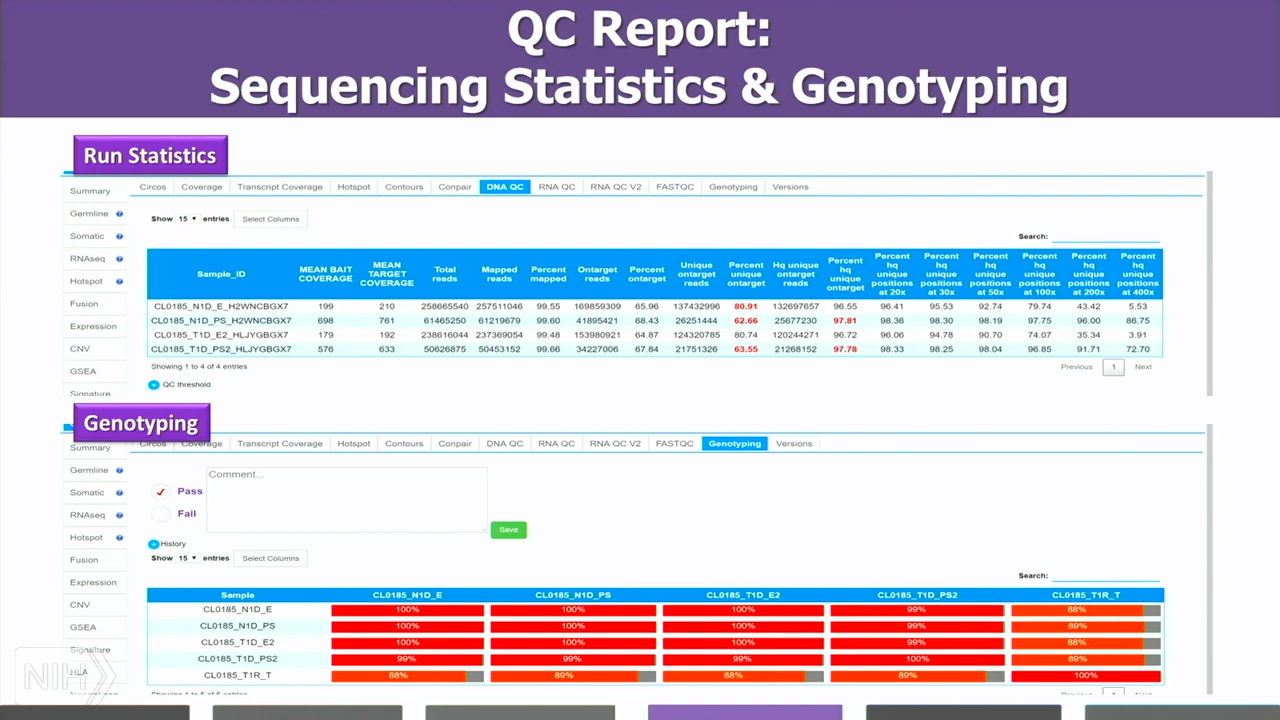 QC Report:
Sequencing Statistics & Genotyping
Run Statistics
Summary
Circos Coverage Transcript Coverage Hotspot Contours Conpair DNA QC RNA QC RNA QC V2 FASTQC Genotyping Versions
Germline
Somatic
RNAseq
Hotspot
Fusion
Expression
CNV
GSEA
Signature
Show 15 entries Select Columns
Search:
Sample_ID MEAN BAIT COVERAGE MEAN TARGET COVERAGE Total reads Mapped reads Percent mapped Ontarget reads Percent ontarget Unique ontarget reads Percent unique ontarget Hq unique ontarget reads Percent hq unique ontarget Percent hq unique positions at 20x Percent hq unique positions at 30x Percent hq unique positions at 50x Percent hq unique positions at 100x Percent hq unique positions at 200x Percent hq unique positions at 400x
CL0185_N1D_E_H2WNCBGX7 199 210 258665540 257511046 99.55 169859309 65.96 137432996 80.91 132697657 96.55 96.41 95.53 92.74 79.74 43.42 5.53
CL0185_N1D_PS_H2WNCBGX7 698 761 61465250 61219679 99.60 41895421 68.43 26251444 62.66 25677230 97.81 98.36 98.30 98.19 97.75 96.00 86.75
CL0185_T1D_E2_HLJYGBGX7 179 192 238616044 237369054 99.48 153980921 64.87 124320785 80.74 120244271 96.72 96.06 94.78 90.70 74.07 35.34 3.91
CL0185_T1D_PS2_HLJYGBGX7 576 633 50626875 50453152 99.66 34227006 67.84 21751326 63.55 21268152 97.78 98.33 98.25 98.04 96.85 91.71 72.70
Showing 1 to 4 of 4 entries
Previous 1 Next
QC threshold
Genotyping
Summary
Circos Coverage Transcript Coverage Hotspot Contours Conpair DNA QC RNA QC RNA QC V2 FASTQC Genotyping Versions
Germline
Somatic
RNAseq
Hotspot
Fusion
Expression
CNV
GSEA
Signature
HLA
Comment...
Pass
Fail
Save
History
Show 15 entries Select Columns
Search:
Sample CL0185_N1D_E CL0185_N1D_PS CL0185_T1D_E2 CL0185_T1D_PS2 CL0185_T1R_T
CL0185_N1D_E 100% 100% 100% 99% 88%
CL0185_N1D_PS 100% 100% 100% 99% 89%
CL0185_T1D_E2 100% 100% 100% 99% 88%
CL0185_T1D_PS2 99% 99% 99% 100% 89%
CL0185_T1R_T 88% 89% 88% 89% 100%
Showing 1 to 5 of 5 entries
Previous 1 Next
NIH